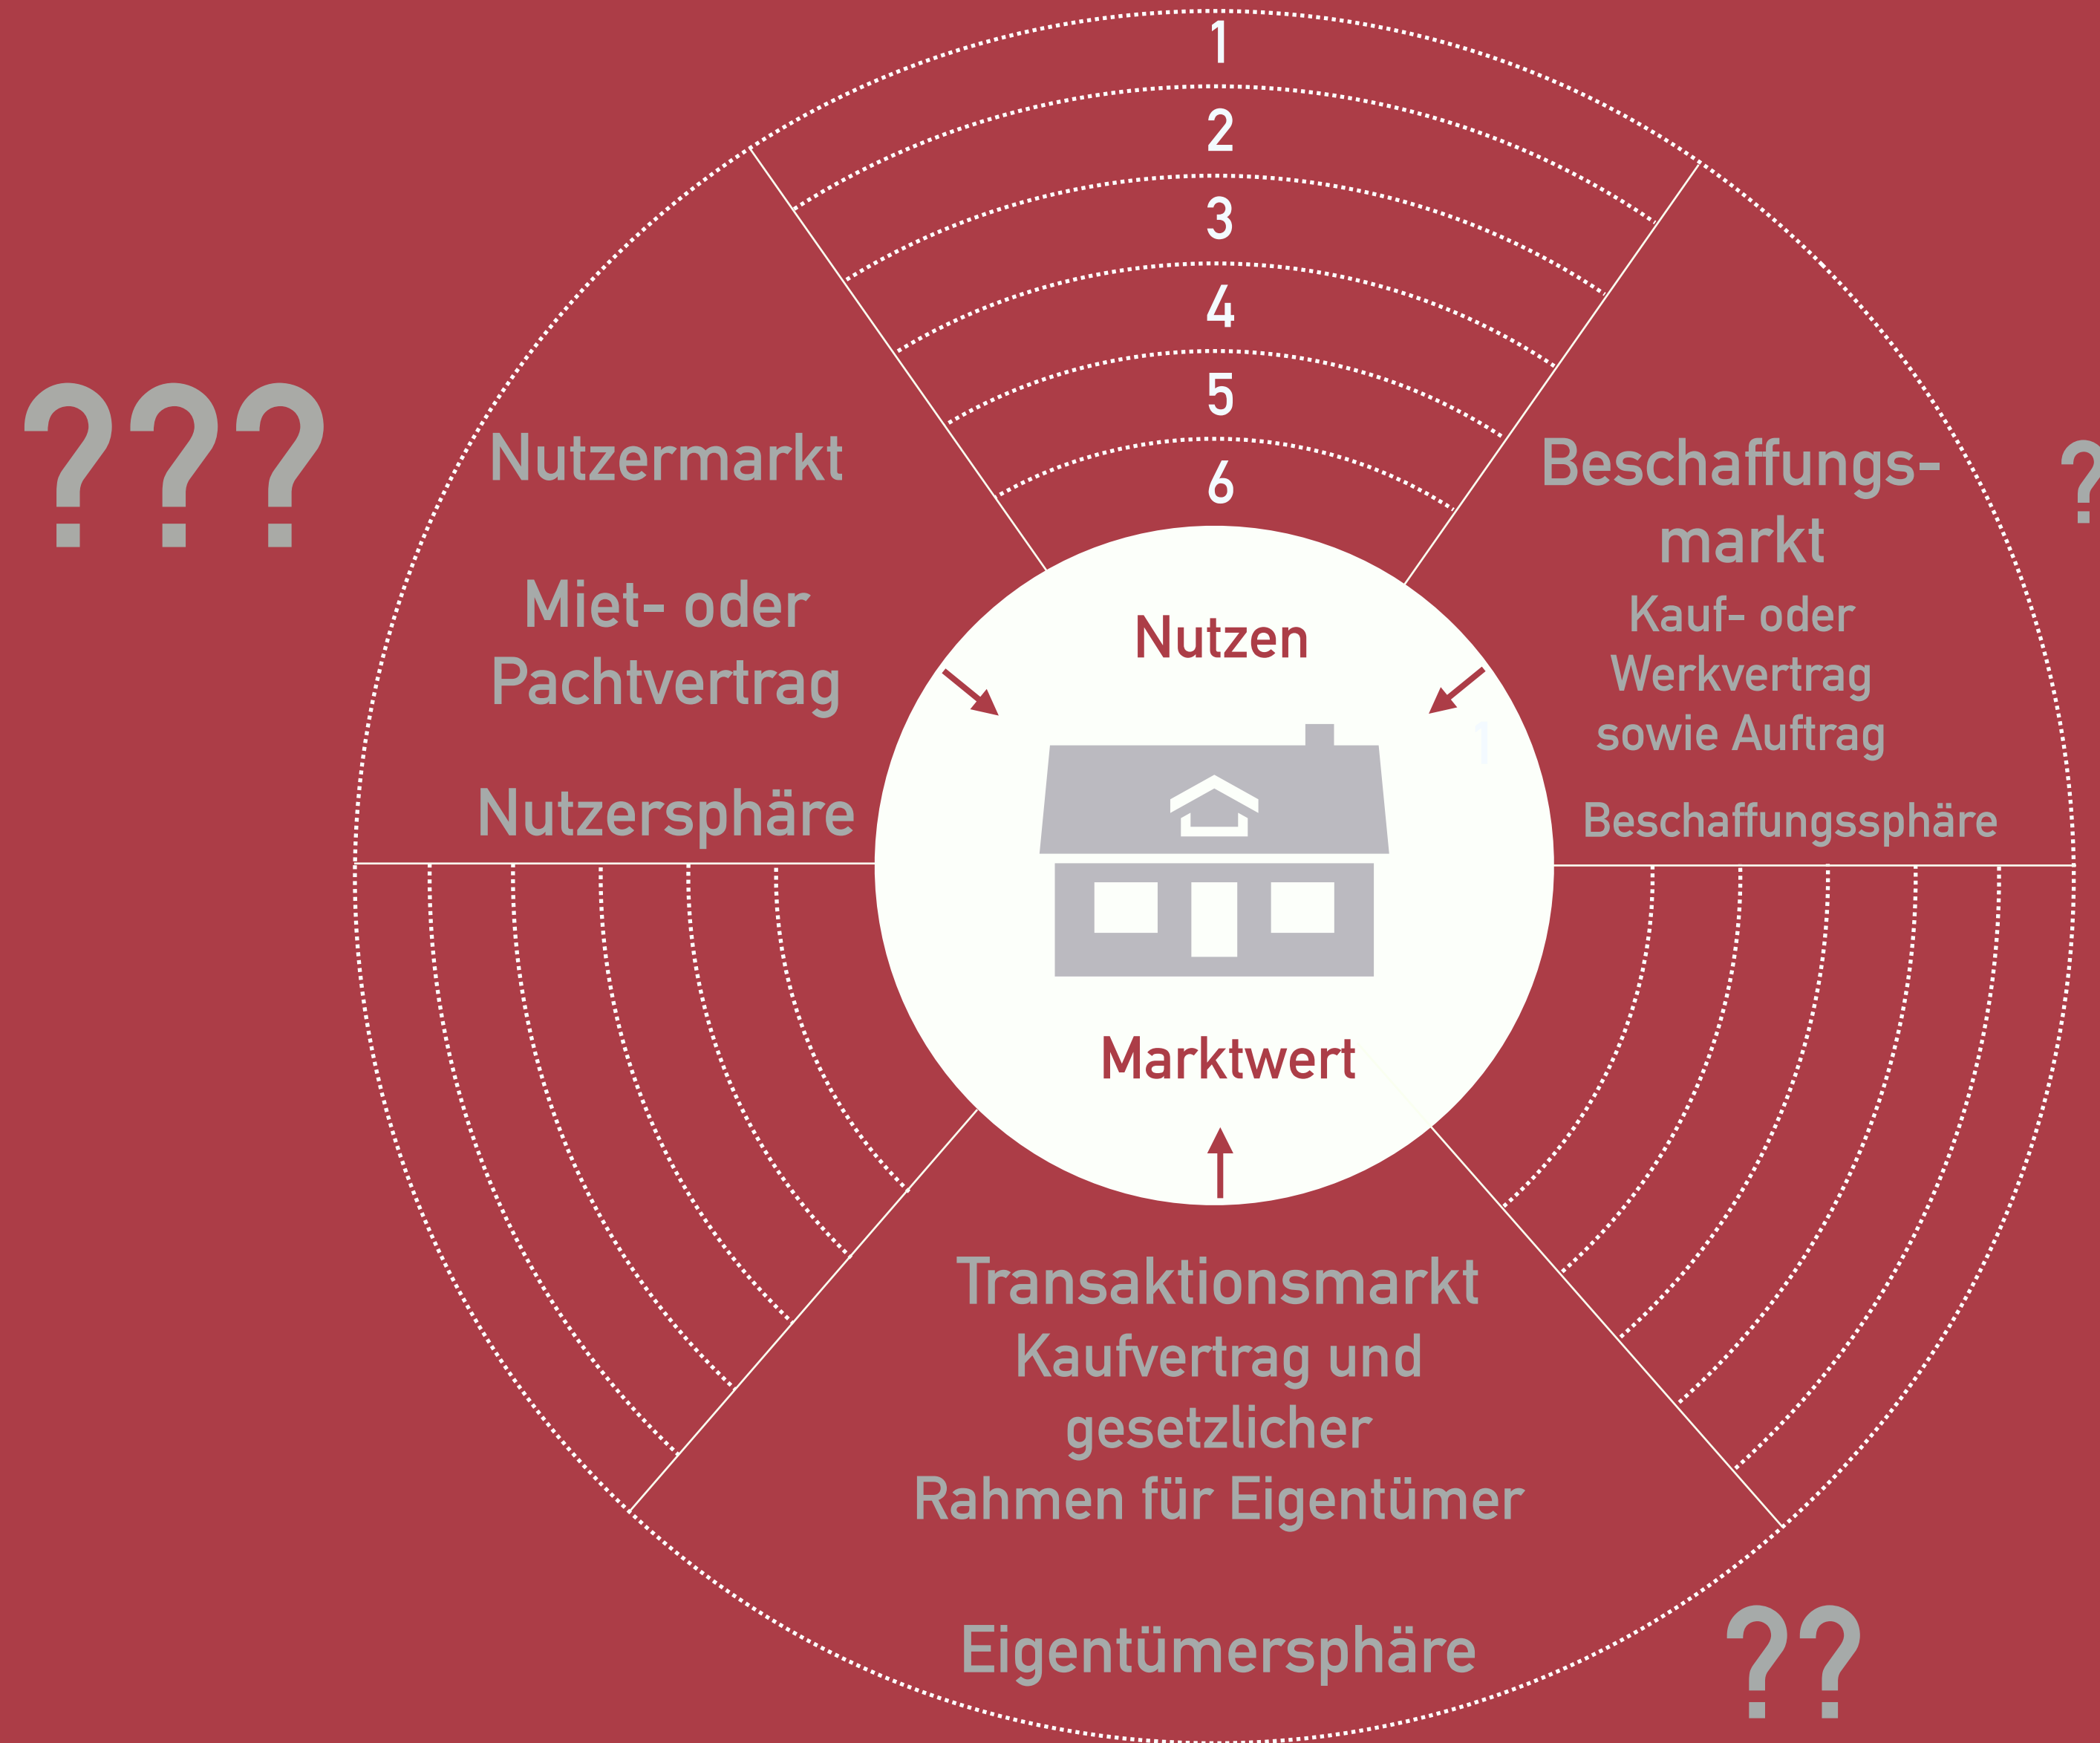 1
2
3
4
5
6
???
Nutzermarkt
Miet- oder
Pachtvertrag
Nutzersphäre
?
Beschaffungs-
markt
Kauf- oder
Werkvertrag
sowie Auftrag
Beschaffungssphäre
Nutzen
1
Marktwert
Transaktionsmarkt
Kaufvertrag und
gesetzlicher
Rahmen für Eigentümer
Eigentümersphäre
??